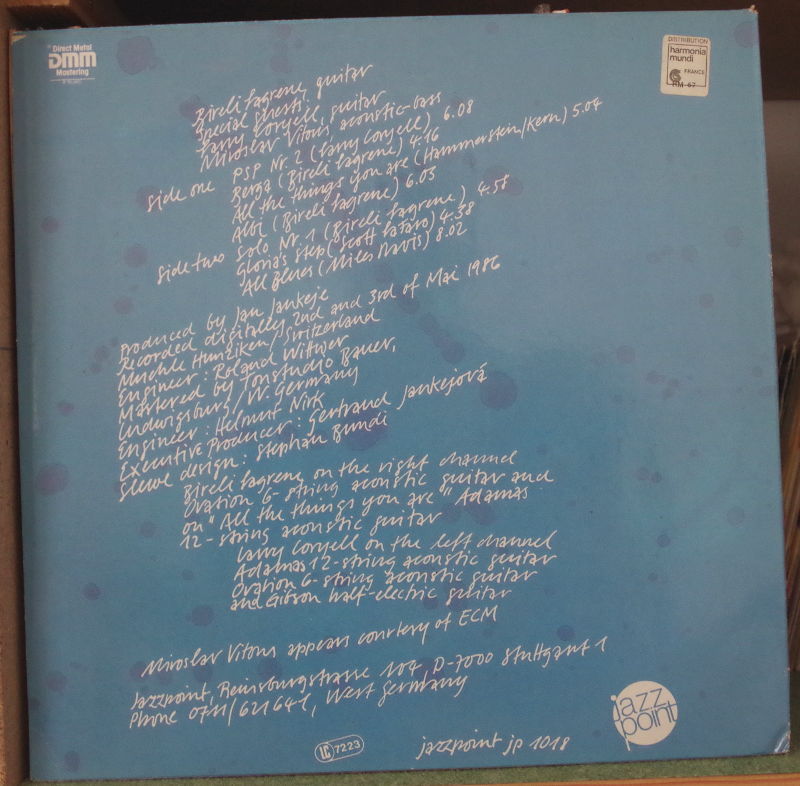 Direct Metal
DMM
Mastering
DISTRIBUTION
harmonia
mundi
FRANCE
HM 67
Bireli Lagrene, guitar
Special guests:
Larry Coryell, guitar
Miroslav Vitous acoustic-bass
Side one PSP Nr. 2 (Larry Coryell) 6.08
Berga (Bireli Lagrene) 4.16
All the things you are (Hammerstein/Kern) 5.04
Albi (Bireli Lagrene) 6.03
Side two Solo Nr. 1 (Bireli Lagrene) 4.58
Gloria's Step (Scott Lafaro) 4.38
All Blues (Miles Davis) 8.02
Produced by Jan Jankeje
Recorded digitally 2nd and 3rd of Mai 1986
Muehle Hunziken/Switzerland
Engineer: Roland Wittwer
Mastered by Tonstudio Bauer,
Ludwigsburg/W. Germany
Engineer: Helmut Nirk
Executive Producer: Gertraud Jankejová
Sleeve design: Stephan Bundi
Bireli Lagrene on the right channel
Ovation 6-string acoustic guitar and
on "All the things you are" Adamas
12-string acoustic guitar
Larry Coryell on the left channel
Adamas 12-string acoustic guitar
Ovation 6-string acoustic guitar
and Gibson half-electric guitar
Miroslav Vitous appears courtesy of ECM
Jazzpoint, Reinsburgstrasse 104, D-7000 Stuttgart 1
Phone 0711/621641, West Germany
LC 7223
jazzpoint jp 1018
jazz
point